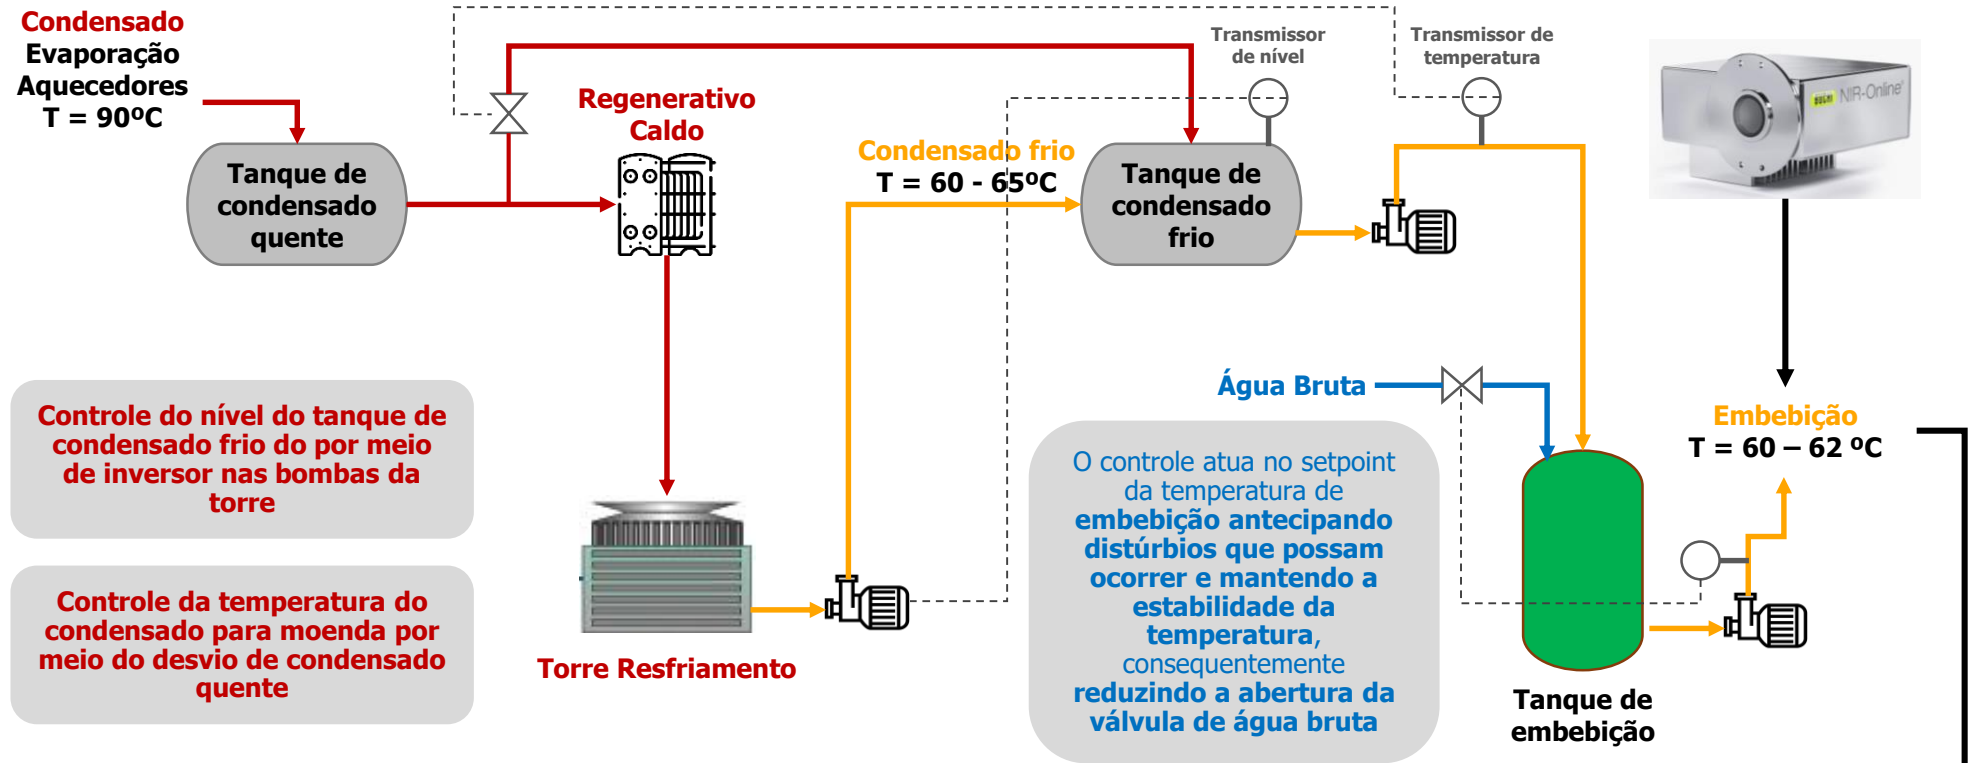 Condensado
Evaporação
Aquecedores
T = 90ºC
Tanque de
condensado
quente
Regenerativo
Caldo
Condensado frio
T = 60 - 65ºC
Transmissor
de nível
Transmissor de
temperatura
Tanque de
condensado
frio
BUCHI NIR-Online®
Controle do nível do tanque de
condensado frio do por meio
de inversor nas bombas da
torre
Controle da temperatura do
condensado para moenda por
meio do desvio de condensado
quente
Torre Resfriamento
Água Bruta
O controle atua no setpoint
da temperatura de
embebição antecipando
distúrbios que possam
ocorrer e mantendo a
estabilidade da
temperatura,
consequentemente
reduzindo a abertura da
válvula de água bruta
Embebição
T = 60 – 62 ºC
Tanque de
embebição